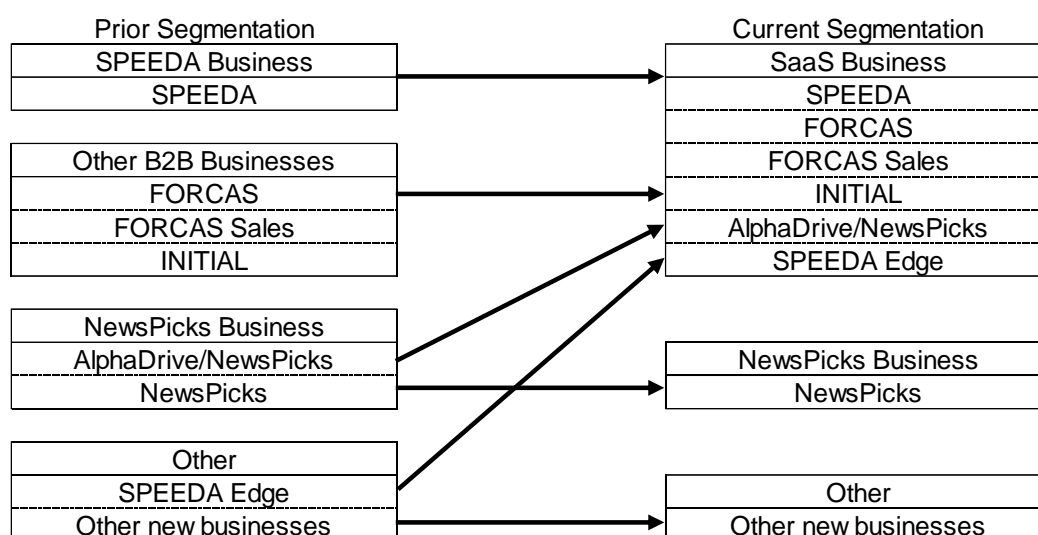 Prior Segmentation
SPEEDA Business
SPEEDA
Other B2B Businesses
FORCAS
FORCAS Sales
INITIAL
NewsPicks Business
AlphaDrive/NewsPicks
NewsPicks
Other
SPEEDA Edge
Other new businesses
Current Segmentation
SaaS Business
SPEEDA
FORCAS
FORCAS Sales
INITIAL
AlphaDrive/NewsPicks
SPEEDA Edge
NewsPicks Business
NewsPicks
Other
Other new businesses